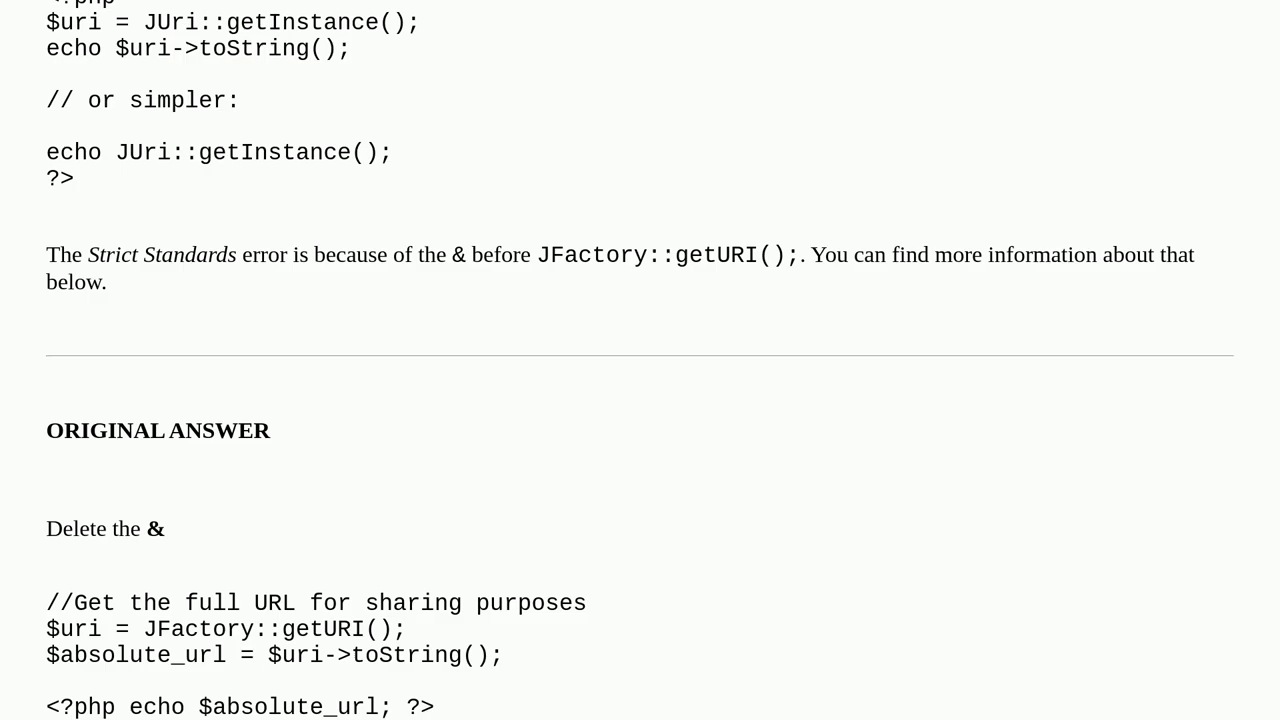 <?php
$uri = JUri::getInstance();
echo $uri->toString();
// or simpler:
echo JUri::getInstance();
?>
The Strict Standards error is because of the & before JFactory::getURI();. You can find more information about that
below.
ORIGINAL ANSWER
Delete the &
//Get the full URL for sharing purposes
$uri = JFactory::getURI();
$absolute_url = $uri->toString();
<?php echo $absolute_url; ?>